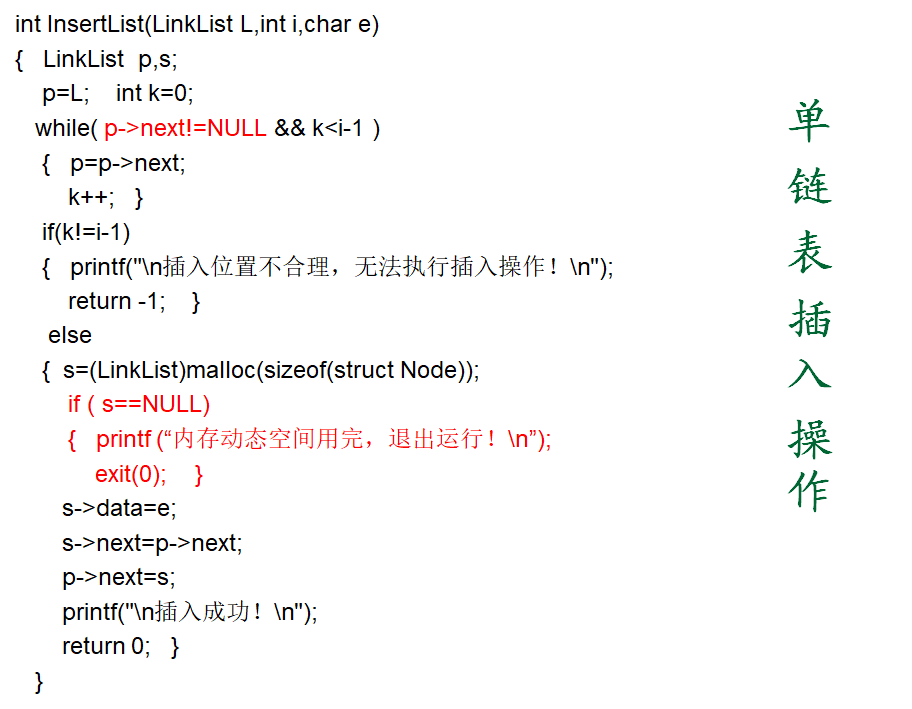 int InsertList(LinkList L,int i,char e)
{ LinkList p,s;
p=L; int k=0;
while( p->next!=NULL && k<i-1 )
{ p=p->next;
k++; }
if(k!=i-1)
{ printf("\n插入位置不合理，无法执行插入操作！\n");
return -1; }
else
{ s=(LinkList)malloc(sizeof(struct Node));
if ( s==NULL)
{ printf (“内存动态空间用完，退出运行！\n”);
exit(0); }
s->data=e;
s->next=p->next;
p->next=s;
printf("\n插入成功！\n");
return 0; }
}
单链表插入操作